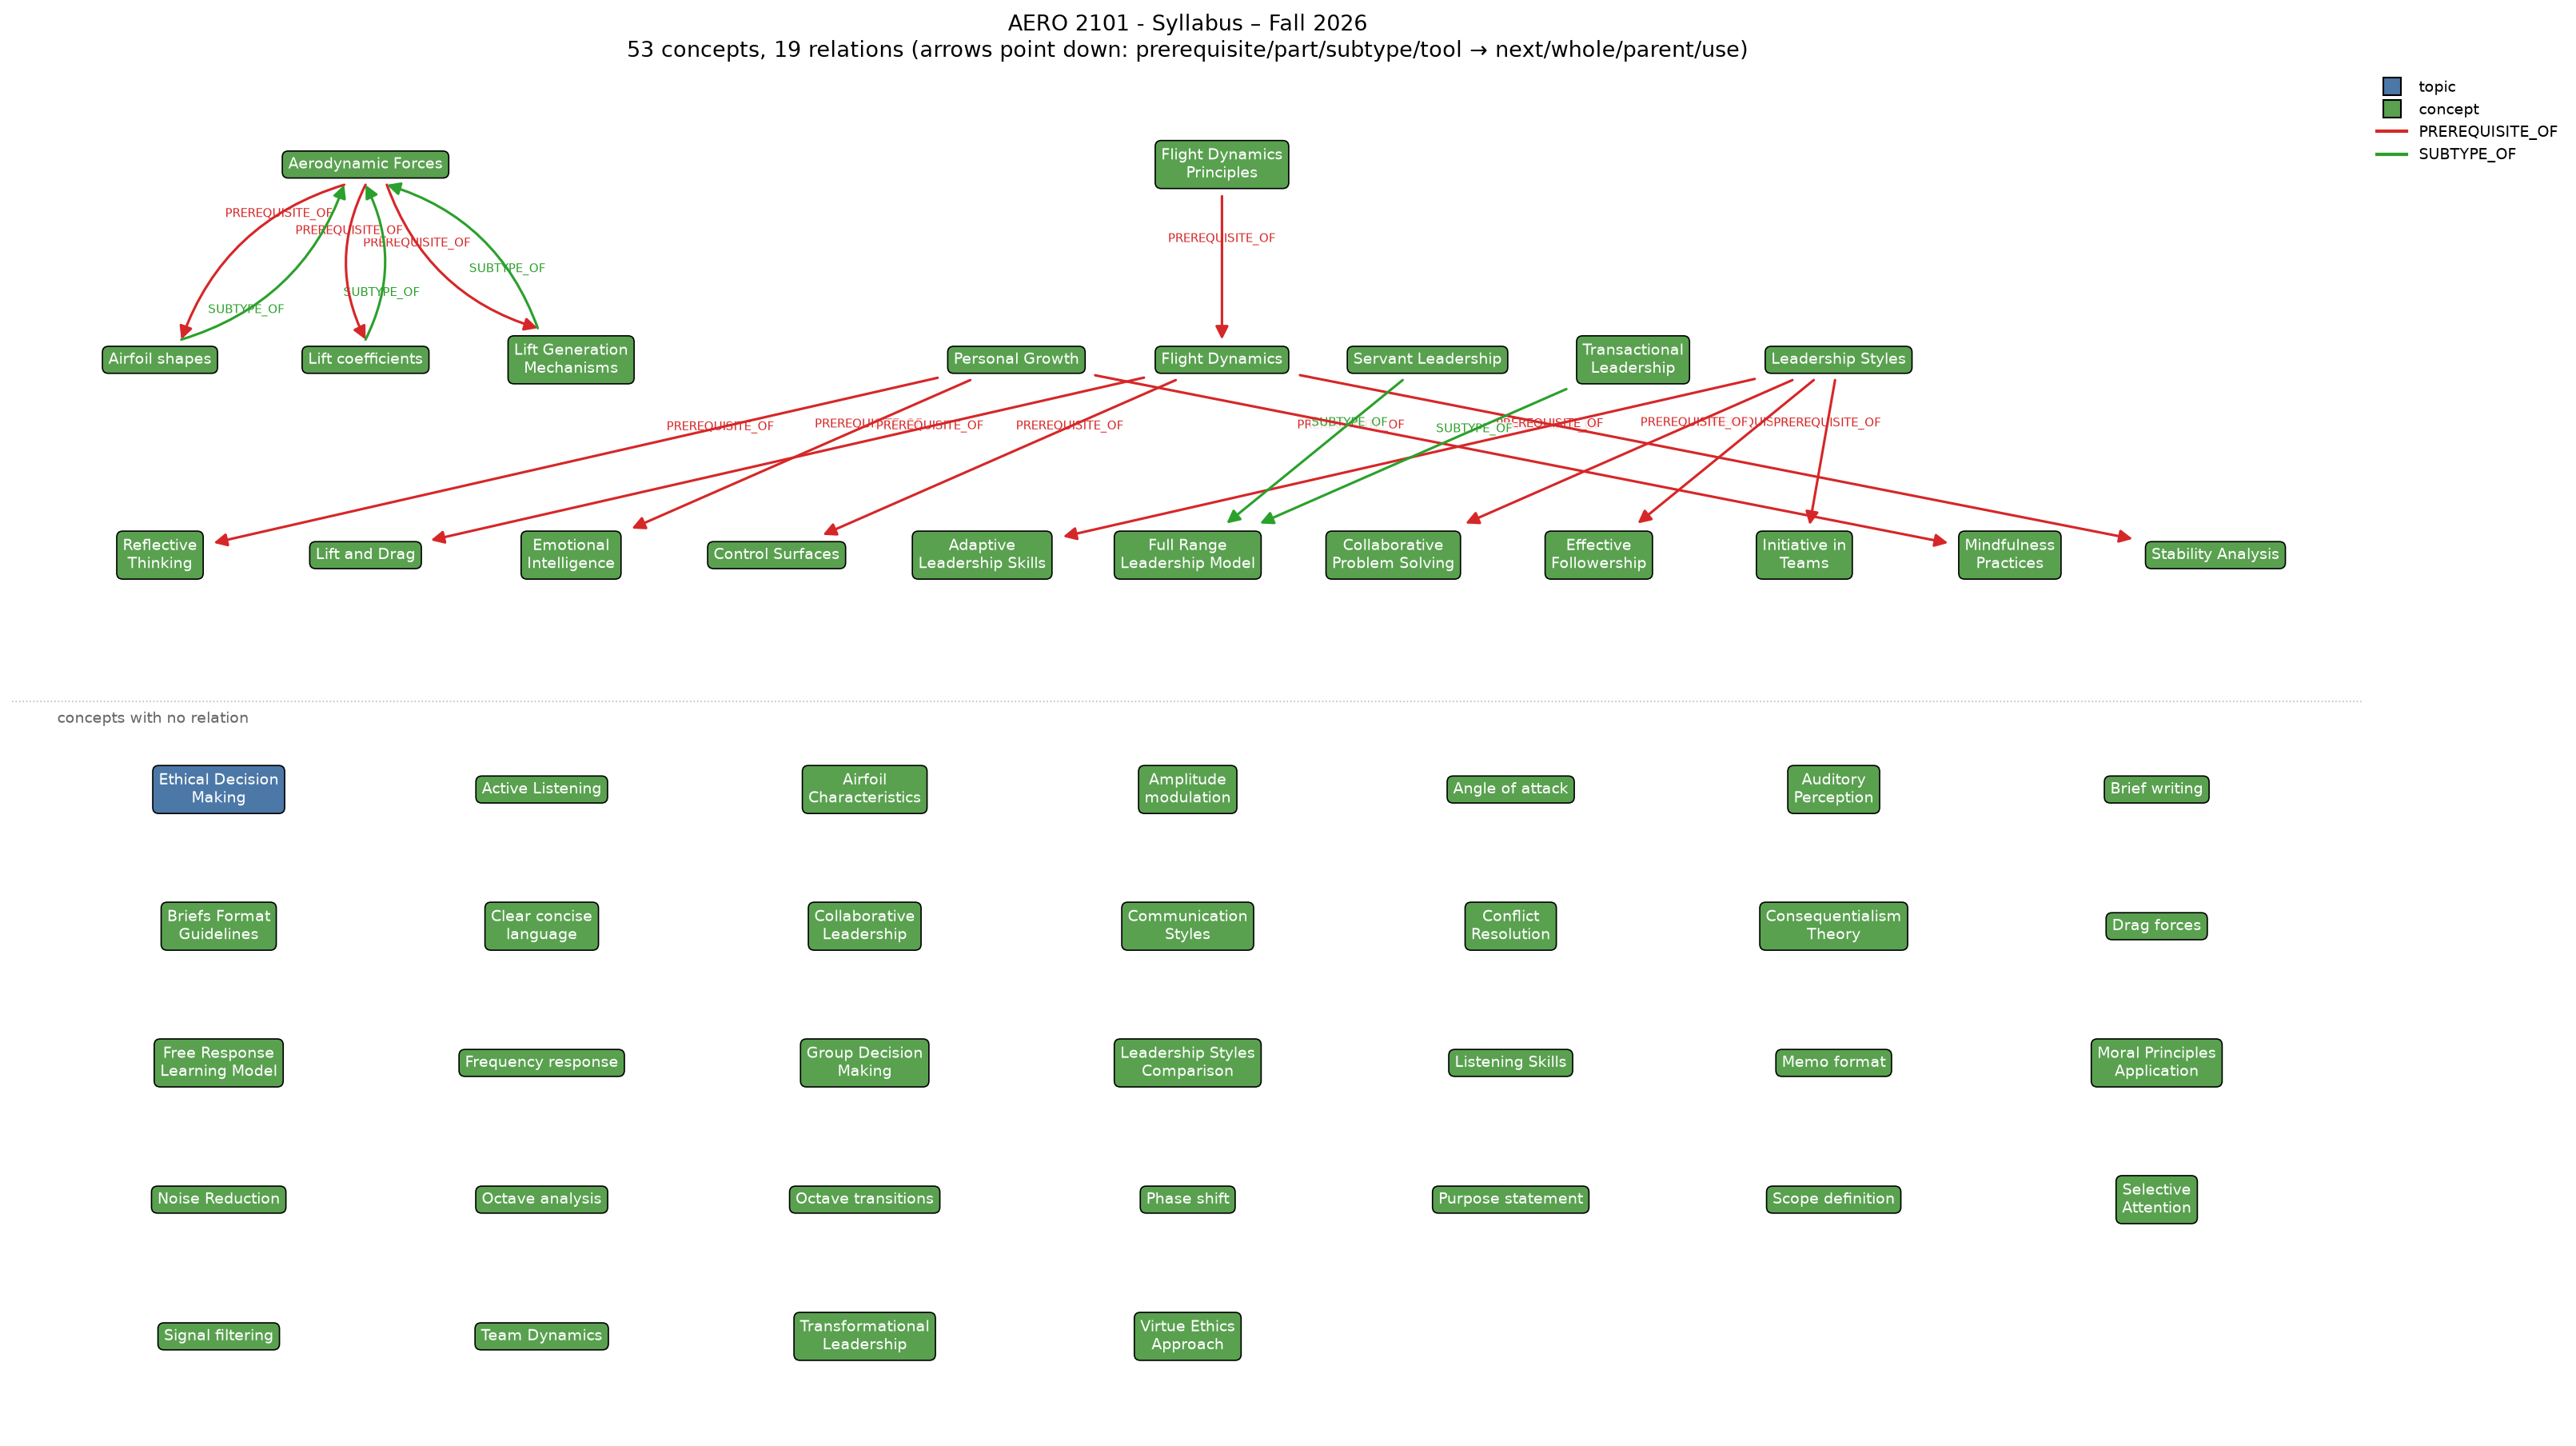 AERO 2101 - Syllabus – Fall 2026
53 concepts, 19 relations (arrows point down: prerequisite/part/subtype/tool → next/whole/parent/use)
topic
concept
PREREQUISITE_OF
SUBTYPE_OF
Aerodynamic Forces
Flight Dynamics
Principles
PREREQUISITE_OF
PREREQUISITE_OF
PREREQUISITE_OF
PREREQUISITE_OF
SUBTYPE_OF
SUBTYPE_OF
SUBTYPE_OF
Airfoil shapes
Lift coefficients
Lift Generation
Mechanisms
Personal Growth
Flight Dynamics
Servant Leadership
Transactional
Leadership
Leadership Styles
PREREQUISITE_OF
PREREQUISITE_OF
PREREQUISITE_OF
SUBTYPE_OF
SUBTYPE_OF
PREREQUISITE_OF
PREREQUISITE_OF
PREREQUISITE_OF
Reflective
Thinking
Lift and Drag
Emotional
Intelligence
Control Surfaces
Adaptive
Leadership Skills
Full Range
Leadership Model
Collaborative
Problem Solving
Effective
Followership
Initiative in
Teams
Mindfulness
Practices
Stability Analysis
concepts with no relation
Ethical Decision
Making
Active Listening
Airfoil
Characteristics
Amplitude
modulation
Angle of attack
Auditory
Perception
Brief writing
Briefs Format
Guidelines
Clear concise
language
Collaborative
Leadership
Communication
Styles
Conflict
Resolution
Consequentialism
Theory
Drag forces
Free Response
Learning Model
Frequency response
Group Decision
Making
Leadership Styles
Comparison
Listening Skills
Memo format
Moral Principles
Application
Noise Reduction
Octave analysis
Octave transitions
Phase shift
Purpose statement
Scope definition
Selective
Attention
Signal filtering
Team Dynamics
Transformational
Leadership
Virtue Ethics
Approach